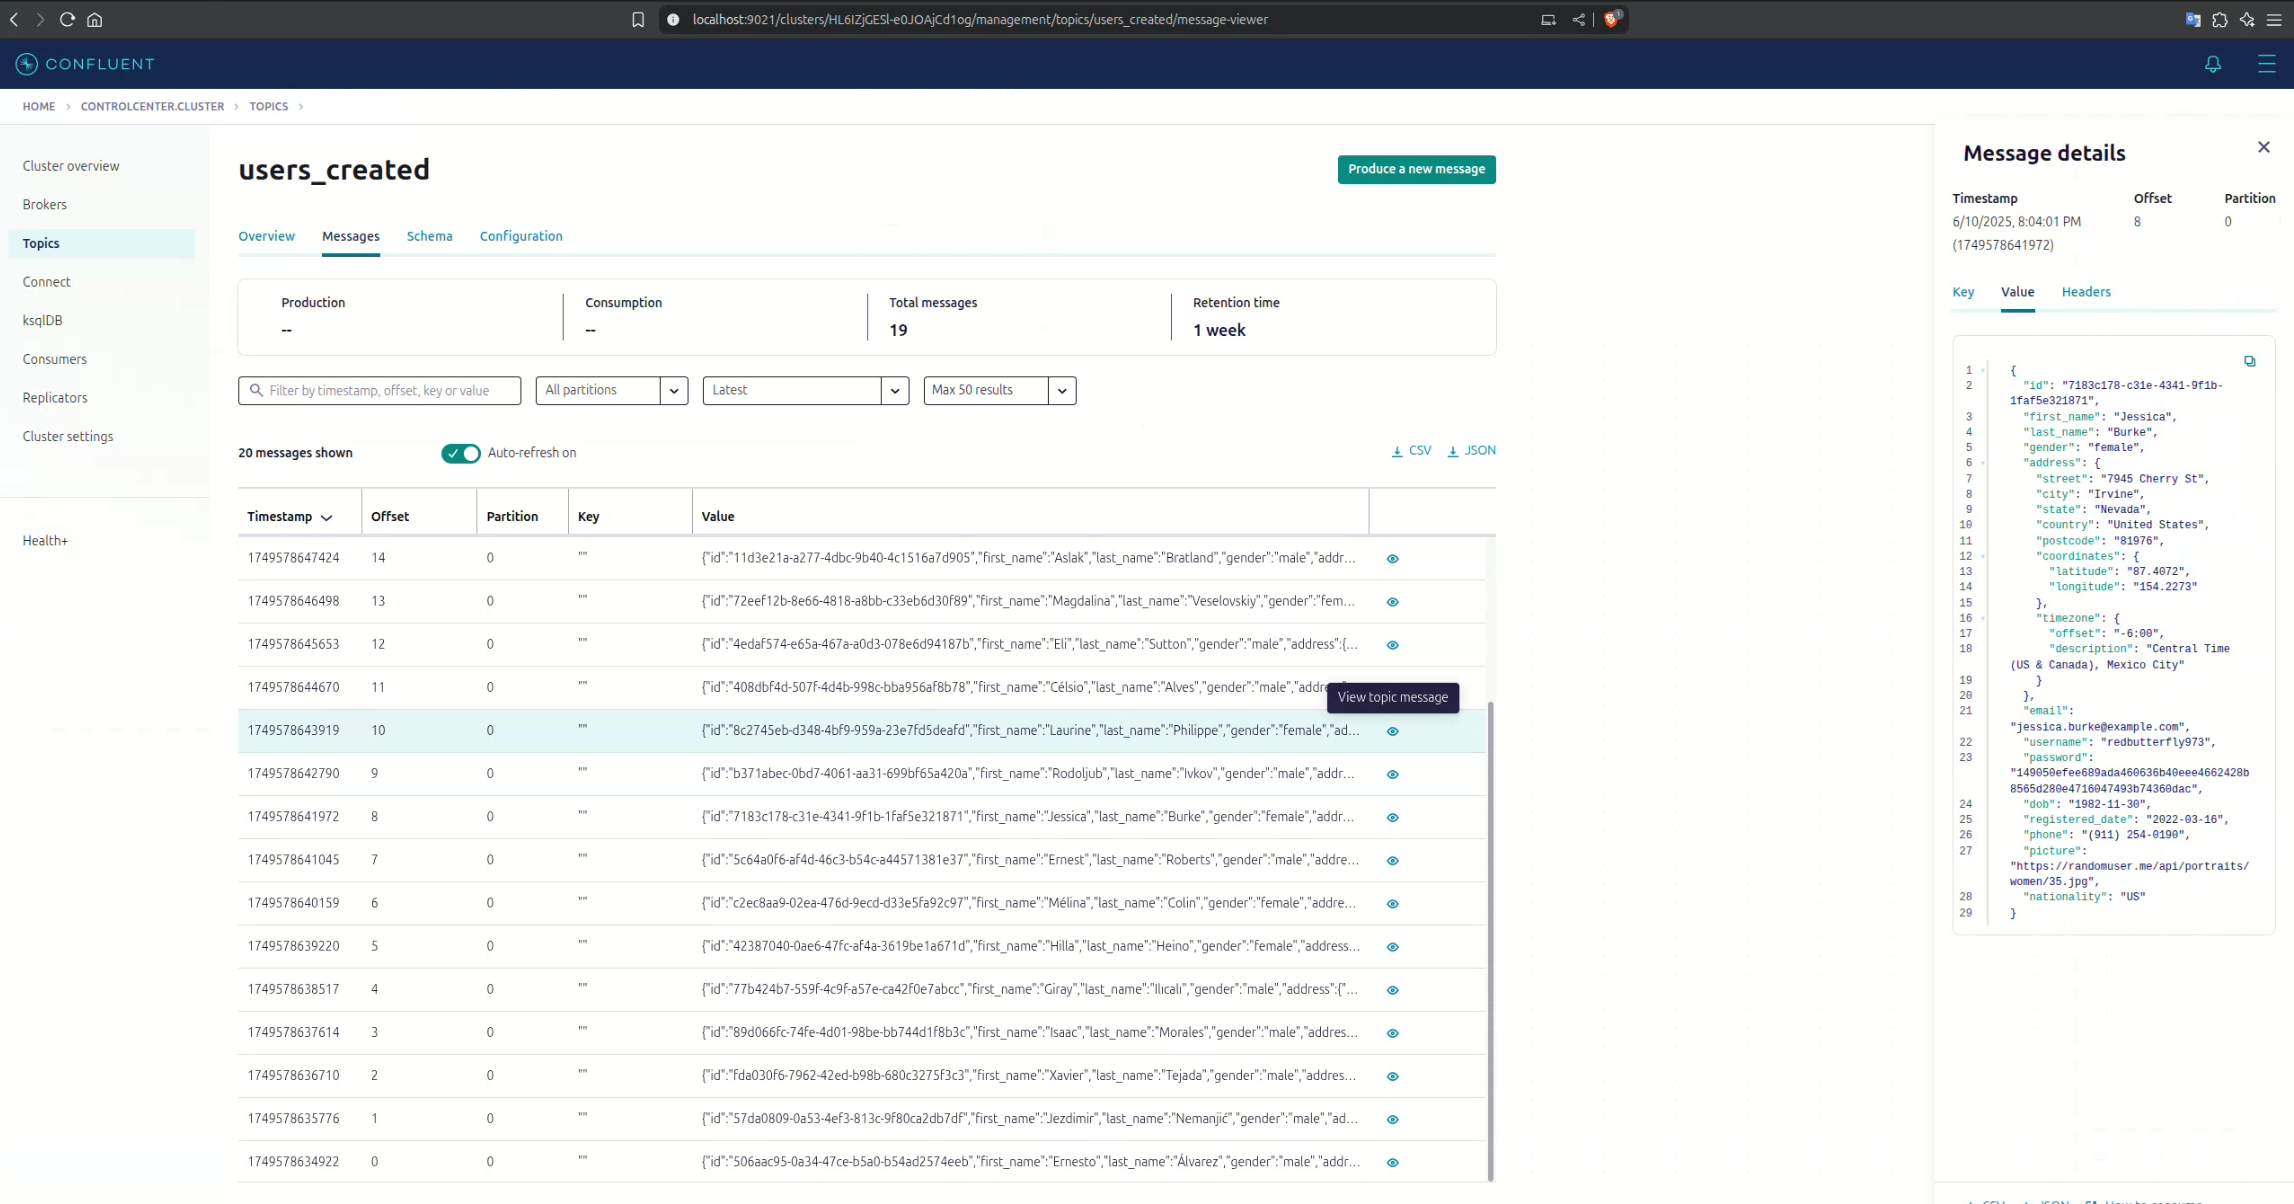 localhost:9021/clusters/HL6IZjGESl-e0JOAjCd1og/management/topics/users_created/message-viewer
CONFLUENT
HOME > CONTROLCENTER.CLUSTER > TOPICS >
Cluster overview
Brokers
Topics
Connect
ksqlDB
Consumers
Replicators
Cluster settings
Health+
users_created
Produce a new message
Overview Messages Schema Configuration
Production Consumption Total messages Retention time
-- -- 19 1 week
Filter by timestamp, offset, key or value All partitions Latest Max 50 results
20 messages shown Auto-refresh on CSV JSON
Timestamp Offset Partition Key Value
1749578647424 14 0 "" {"id":"11d3e21a-a277-4dbc-9b40-4c1516a7d905","first_name":"Aslak","last_name":"Bratland","gender":"male","addr...
1749578646498 13 0 "" {"id":"72eef12b-8e66-4818-a8bb-c33eb6d30f89","first_name":"Magdalina","last_name":"Veselovskiy","gender":"fem...
1749578645653 12 0 "" {"id":"4edaf574-e65a-467a-a0d3-078e6d94187b","first_name":"Eli","last_name":"Sutton","gender":"male","address":{...
1749578644670 11 0 "" {"id":"408dbf4d-507f-4d4b-998c-bba956af8b78","first_name":"Célsio","last_name":"Alves","gender":"male","addre
View topic message
1749578643919 10 0 "" {"id":"8c2745eb-d348-4bf9-959a-23e7fd5deafd","first_name":"Laurine","last_name":"Philippe","gender":"female","ad...
1749578642790 9 0 "" {"id":"b371abec-0bd7-4061-aa31-699bf65a420a","first_name":"Rodoljub","last_name":"Ivkov","gender":"male","addr...
1749578641972 8 0 "" {"id":"7183c178-c31e-4341-9f1b-1faf5e321871","first_name":"Jessica","last_name":"Burke","gender":"female","addr...
1749578641045 7 0 "" {"id":"5c64a0f6-af4d-46c3-b54c-a44571381e37","first_name":"Ernest","last_name":"Roberts","gender":"male","addre...
1749578640159 6 0 "" {"id":"c2ec8aa9-02ea-476d-9ecd-d33e5fa92c97","first_name":"Mélina","last_name":"Colin","gender":"female","addre...
1749578639220 5 0 "" {"id":"42387040-0ae6-47fc-af4a-3619be1a671d","first_name":"Hilla","last_name":"Heino","gender":"female","address...
1749578638517 4 0 "" {"id":"77b424b7-559f-4c9f-a57e-ca42f0e7abcc","first_name":"Giray","last_name":"Ilıcalı","gender":"male","address":{"...
1749578637614 3 0 "" {"id":"89d066fc-74fe-4d01-98be-bb744d1f8b3c","first_name":"Isaac","last_name":"Morales","gender":"male","addres...
1749578636710 2 0 "" {"id":"fda030f6-7962-42ed-b98b-680c3275f3c3","first_name":"Xavier","last_name":"Tejada","gender":"male","addres...
1749578635776 1 0 "" {"id":"57da0809-0a53-4ef3-813c-9f80ca2db7df","first_name":"Jezdimir","last_name":"Nemanjić","gender":"male","ad...
1749578634922 0 0 "" {"id":"506aac95-0a34-47ce-b5a0-b54ad2574eeb","first_name":"Ernesto","last_name":"Álvarez","gender":"male","addr...
Message details
Timestamp Offset Partition
6/10/2025, 8:04:01 PM 8 0
(1749578641972)
Key Value Headers
1 {
2 "id": "7183c178-c31e-4341-9f1b-
1faf5e321871",
3 "first_name": "Jessica",
4 "last_name": "Burke",
5 "gender": "female",
6 "address": {
7 "street": "7945 Cherry St",
8 "city": "Irvine",
9 "state": "Nevada",
10 "country": "United States",
11 "postcode": "81976",
12 "coordinates": {
13 "latitude": "87.4072",
14 "longitude": "154.2273"
15 },
16 "timezone": {
17 "offset": "-6:00",
18 "description": "Central Time
(US & Canada), Mexico City"
19 }
20 },
21 "email":
"jessica.burke@example.com",
22 "username": "redbutterfly973",
23 "password":
"149050efee689ada460636b40eee4662428b
8565d280e4716047493b74360dac",
24 "dob": "1982-11-30",
25 "registered_date": "2022-03-16",
26 "phone": "(911) 254-0190",
27 "picture":
"https://randomuser.me/api/portraits/
women/35.jpg",
28 "nationality": "US"
29 }